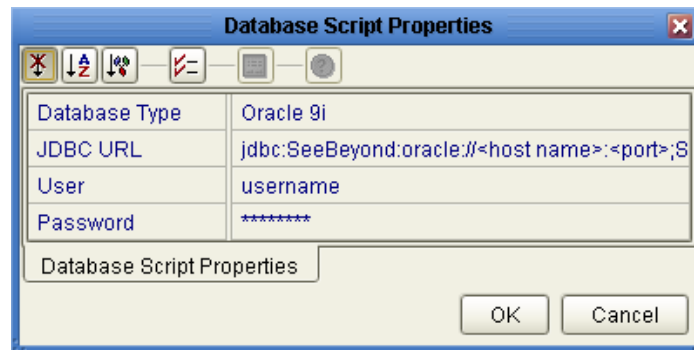 Database Script Properties
Database Type Oracle 9i
JDBC URL jdbc:SeeBeyond:oracle://<host name>:<port>;S
User username
Password ********
Database Script Properties
OK Cancel